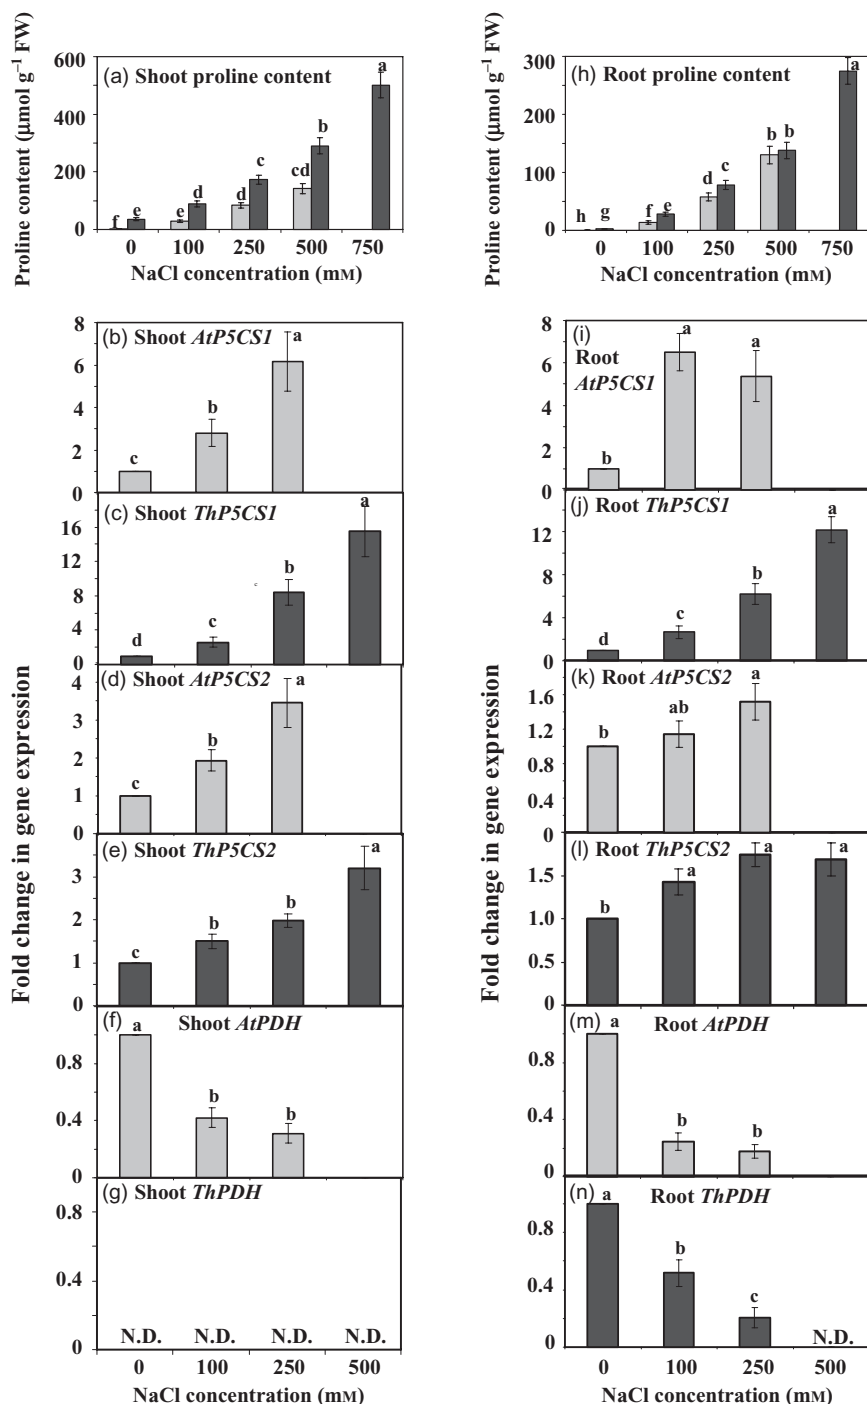 Proline content (µmol g⁻¹ FW)
600
400
200
0
(a) Shoot proline content
f e
e d
d c
cd b
a
0 100 250 500 750
NaCl concentration (mM)
Fold change in gene expression
8
6
4
2
0
(b) Shoot AtP5CS1
c b a
16
12
8
4
0
(c) Shoot ThP5CS1
d c b a
c
4
3
2
1
0
(d) Shoot AtP5CS2
c b a
3
2
1
0
(e) Shoot ThP5CS2
c b b a
0.8
0.4
0
(f) Shoot AtPDH
a b b
0.8
0.4
0
(g) Shoot ThPDH
N.D. N.D. N.D. N.D.
0 100 250 500
NaCl concentration (mM)
Proline content (µmol g⁻¹ FW)
300
200
100
0
(h) Root proline content
h g
f e
d c
b b
a
0 100 250 500 750
NaCl concentration (mM)
Fold change in gene expression
8
6
4
2
0
(i)
Root
AtP5CS1
b a a
12
8
4
0
(j) Root ThP5CS1
d c b a
1.6
1.2
0.8
0.4
0
(k) Root AtP5CS2
b ab a
1.5
1.0
0.5
0
(l) Root ThP5CS2
b a a a
0.8
0.4
0
(m) Root AtPDH
a b b
0.8
0.4
0
(n) Root ThPDH
a b c N.D.
0 100 250 500
NaCl concentration (mM)